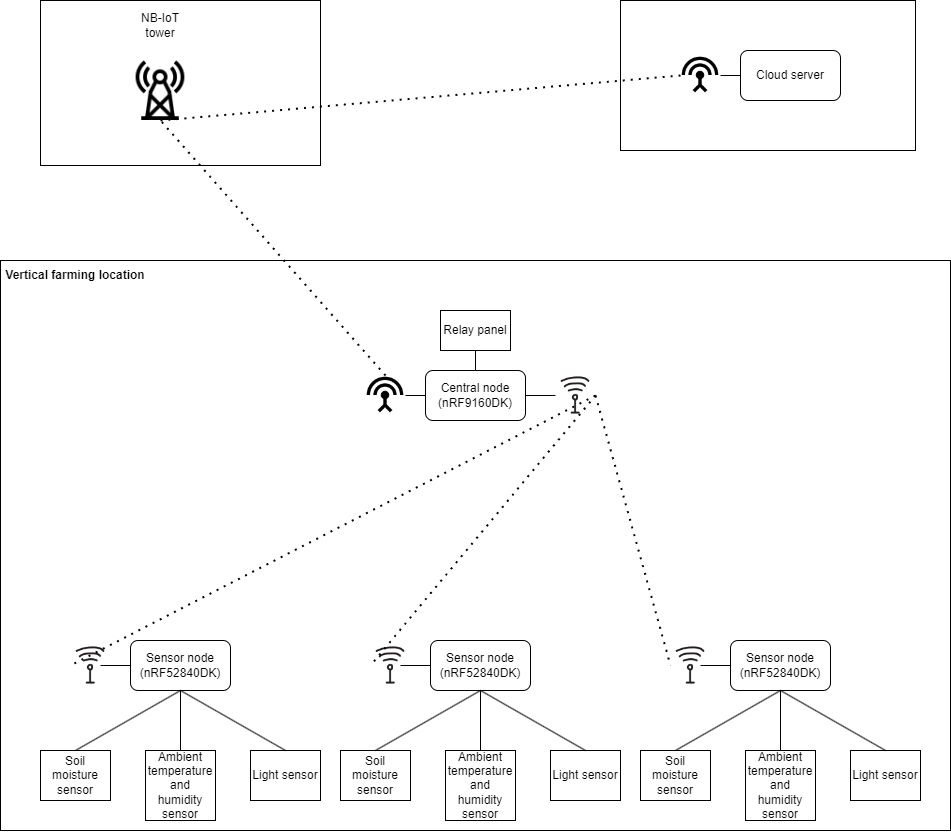 NB-IoT
tower
Cloud server
Vertical farming location
Relay panel
Central node
(nRF9160DK)
Sensor node
(nRF52840DK)
Sensor node
(nRF52840DK)
Sensor node
(nRF52840DK)
Soil
moisture
sensor
Ambient
temperature
and
humidity
sensor
Light sensor
Soil
moisture
sensor
Ambient
temperature
and
humidity
sensor
Light sensor
Soil
moisture
sensor
Ambient
temperature
and
humidity
sensor
Light sensor